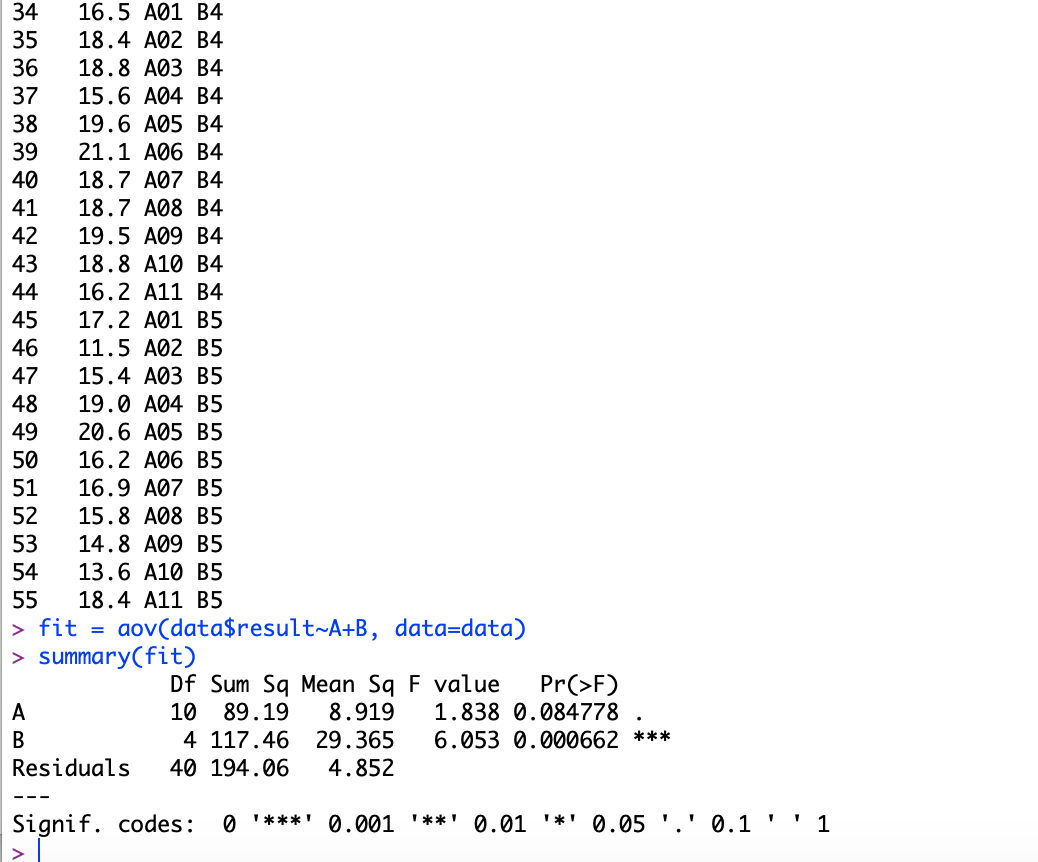 34   16.5 A01 B4
35   18.4 A02 B4
36   18.8 A03 B4
37   15.6 A04 B4
38   19.6 A05 B4
39   21.1 A06 B4
40   18.7 A07 B4
41   18.7 A08 B4
42   19.5 A09 B4
43   18.8 A10 B4
44   16.2 A11 B4
45   17.2 A01 B5
46   11.5 A02 B5
47   15.4 A03 B5
48   19.0 A04 B5
49   20.6 A05 B5
50   16.2 A06 B5
51   16.9 A07 B5
52   15.8 A08 B5
53   14.8 A09 B5
54   13.6 A10 B5
55   18.4 A11 B5
> fit = aov(data$result~A+B, data=data)
> summary(fit)
            Df Sum Sq Mean Sq F value   Pr(>F)
A           10  89.19   8.919   1.838 0.084778 .
B            4 117.46  29.365   6.053 0.000662 ***
Residuals   40 194.06   4.852
---
Signif. codes:  0 '***' 0.001 '**' 0.01 '*' 0.05 '.' 0.1 ' ' 1
>